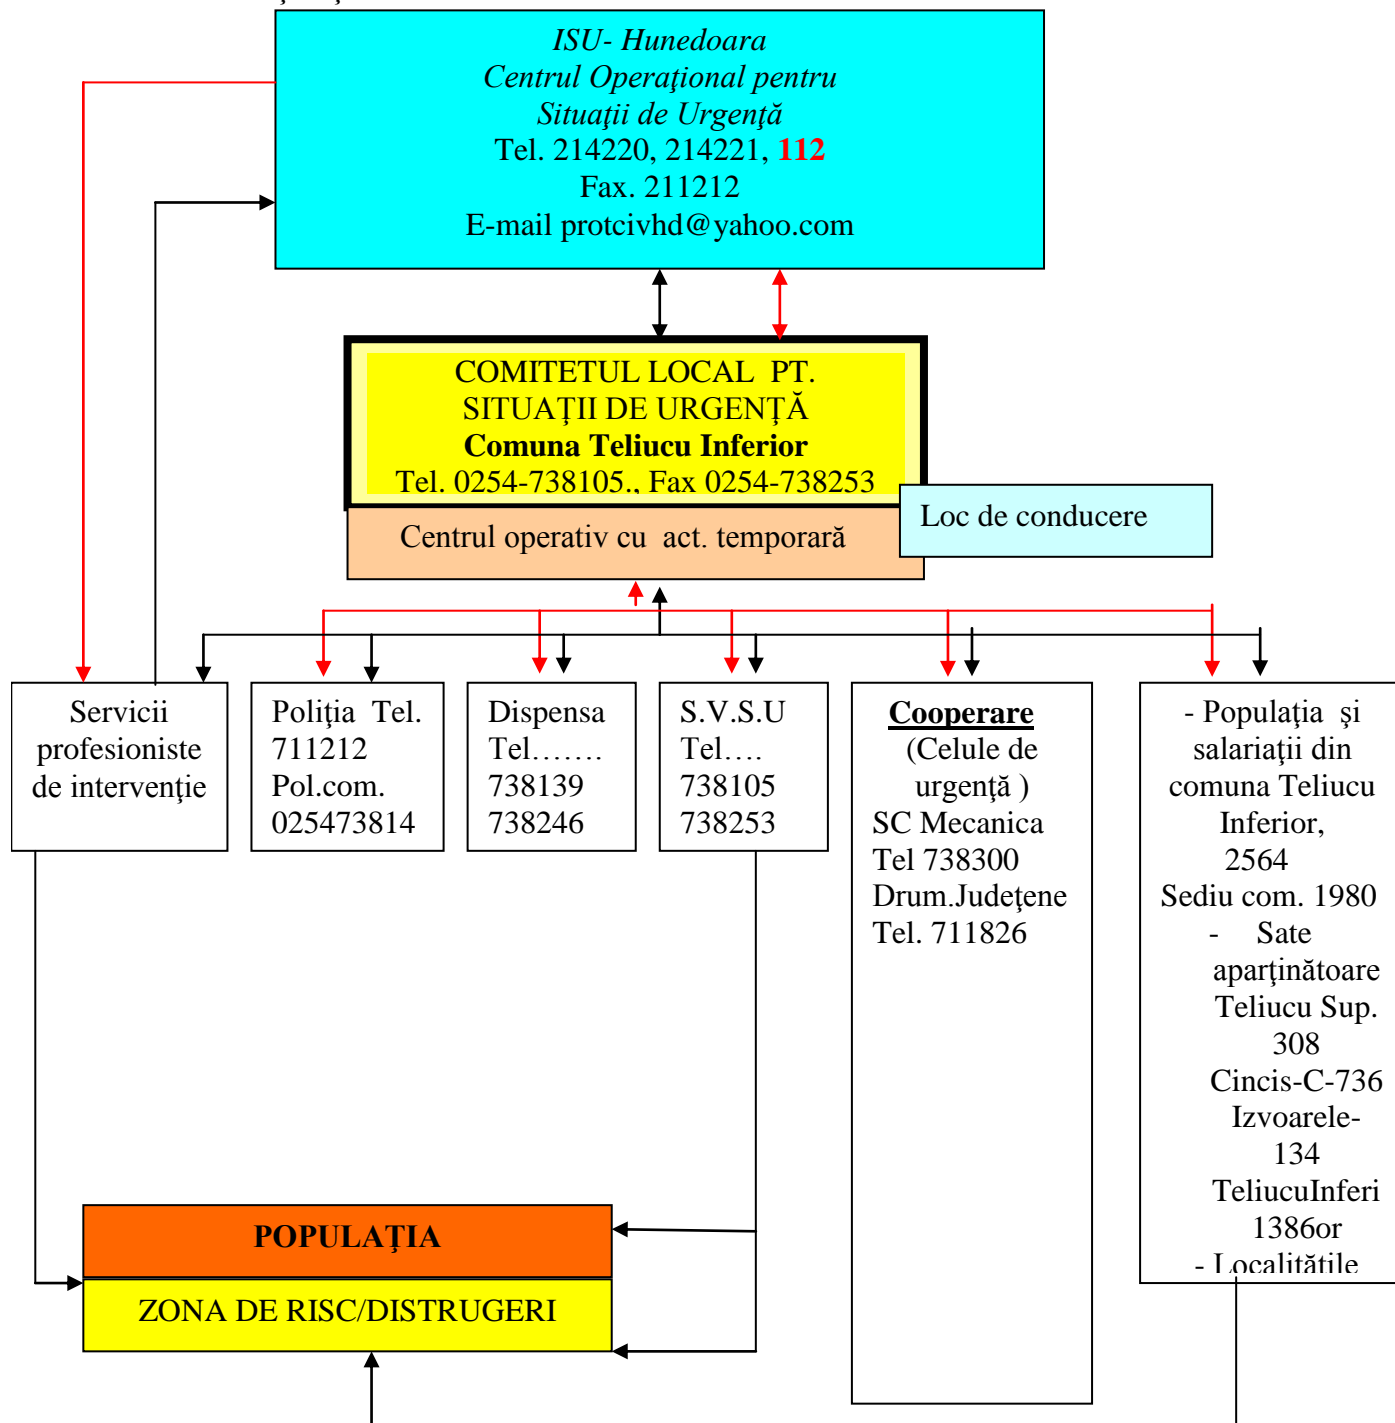 ISU- Hunedoara
Centrul Operaţional pentru
Situaţii de Urgenţă
Tel. 214220, 214221, 112
Fax. 211212
E-mail protcivhd@yahoo.com
COMITETUL LOCAL PT.
SITUAŢII DE URGENŢĂ
Comuna Teliucu Inferior
Tel. 0254-738105., Fax 0254-738253
Loc de conducere
Centrul operativ cu act. temporară
Servicii
profesioniste
de intervenţie
Poliţia Tel.
711212
Pol.com.
025473814
Dispensa
Tel…….
738139
738246
S.V.S.U
Tel….
738105
738253
Cooperare
(Celule de
urgenţă )
SC Mecanica
Tel 738300
Drum.Judeţene
Tel. 711826
- Populaţia şi
salariaţii din
comuna Teliucu
Inferior,
2564
Sediu com. 1980
- Sate
aparţinătoare
Teliucu Sup.
308
Cincis-C-736
Izvoarele-
134
TeliucuInferi
1386or
- Localităţile
POPULAŢIA
ZONA DE RISC/DISTRUGERI